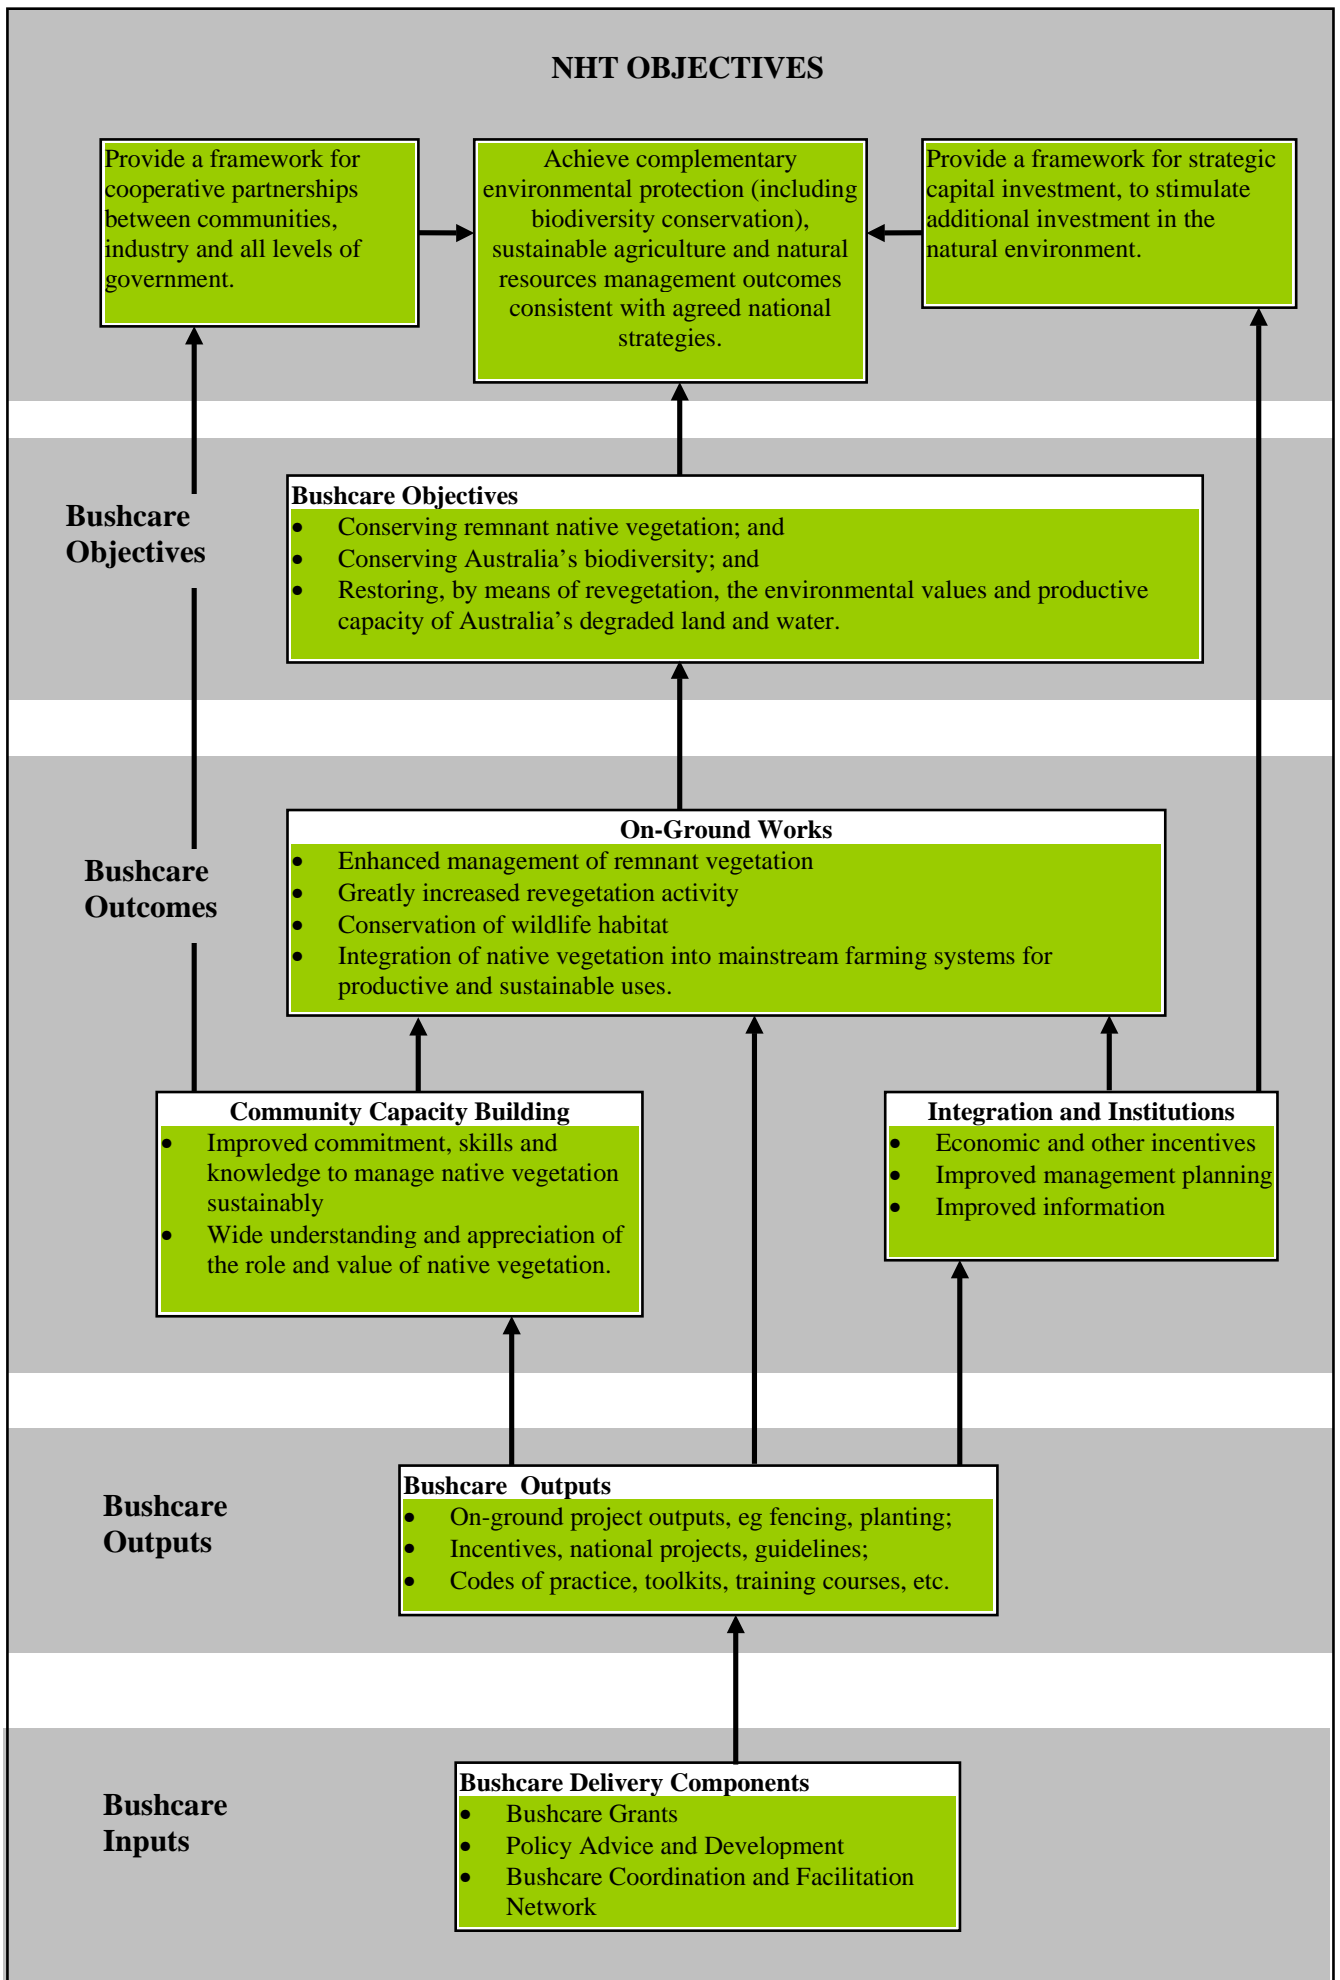 NHT OBJECTIVES
Provide a framework for
cooperative partnerships
between communities,
industry and all levels of
government.
Achieve complementary
environmental protection (including
biodiversity conservation),
sustainable agriculture and natural
resources management outcomes
consistent with agreed national
strategies.
Provide a framework for strategic
capital investment, to stimulate
additional investment in the
natural environment.
Bushcare
Objectives
Bushcare Objectives
• Conserving remnant native vegetation; and
• Conserving Australia's biodiversity; and
• Restoring, by means of revegetation, the environmental values and productive
capacity of Australia's degraded land and water.
Bushcare
Outcomes
On-Ground Works
• Enhanced management of remnant vegetation
• Greatly increased revegetation activity
• Conservation of wildlife habitat
• Integration of native vegetation into mainstream farming systems for
productive and sustainable uses.
Community Capacity Building
• Improved commitment, skills and
knowledge to manage native vegetation
sustainably
• Wide understanding and appreciation of
the role and value of native vegetation.
Integration and Institutions
• Economic and other incentives
• Improved management planning
• Improved information
Bushcare
Outputs
Bushcare Outputs
• On-ground project outputs, eg fencing, planting;
• Incentives, national projects, guidelines;
• Codes of practice, toolkits, training courses, etc.
Bushcare
Inputs
Bushcare Delivery Components
• Bushcare Grants
• Policy Advice and Development
• Bushcare Coordination and Facilitation
Network